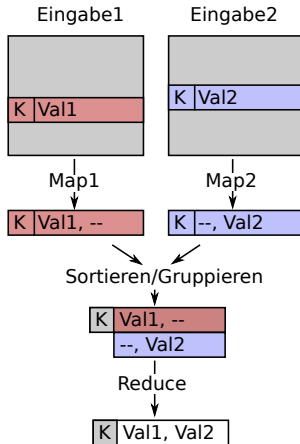 Eingabe1 Eingabe2
K Val1 K Val2
Map1 Map2
K Val1, -- K --, Val2
Sortieren/Gruppieren
K Val1, --
--, Val2
Reduce
K Val1, Val2